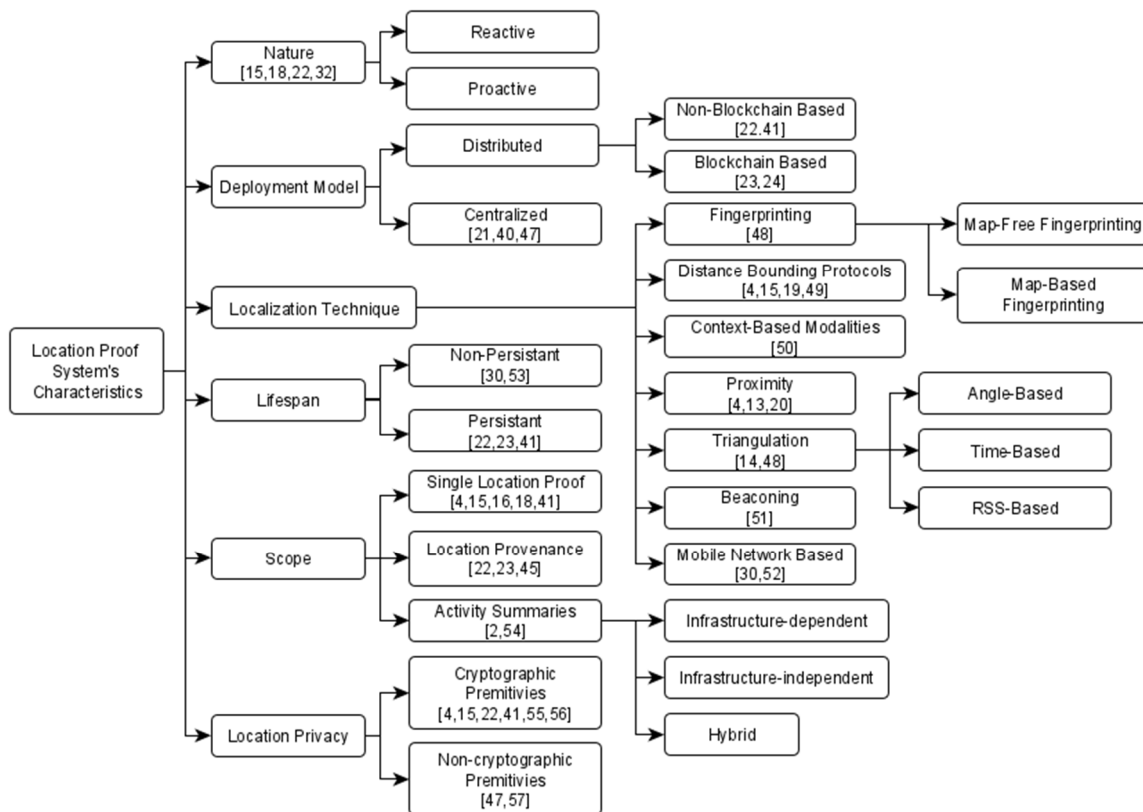 Location Proof
System's
Characteristics
Nature
[15,18,22,32]
Reactive
Proactive
Deployment Model
Distributed
Non-Blockchain Based
[22.41]
Blockchain Based
[23,24]
Centralized
[21,40,47]
Localization Technique
Fingerprinting
[48]
Map-Free Fingerprinting
Map-Based
Fingerprinting
Distance Bounding Protocols
[4,15,19,49]
Context-Based Modalities
[50]
Proximity
[4,13,20]
Triangulation
[14,48]
Angle-Based
Time-Based
RSS-Based
Beaconing
[51]
Mobile Network Based
[30,52]
Lifespan
Non-Persistant
[30,53]
Persistant
[22,23,41]
Scope
Single Location Proof
[4,15,16,18,41]
Location Provenance
[22,23,45]
Activity Summaries
[2,54]
Infrastructure-dependent
Infrastructure-independent
Hybrid
Location Privacy
Cryptographic
Premitivies
[4,15,22,41,55,56]
Non-cryptographic
Premitivies
[47,57]